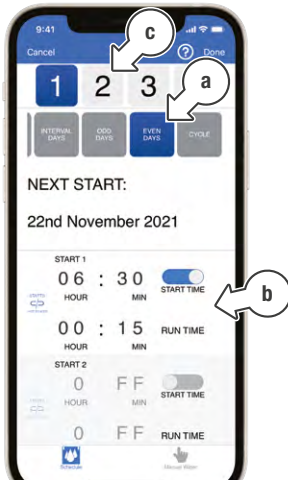 9:41
Cancel ? Done
c
1 2 3
a
INTERVAL DAYS ODD DAYS EVEN DAYS CYCLE
NEXT START:
22nd November 2021
START 1
06 : 30
HOUR MIN START TIME
b
00 : 15 RUN TIME
HOUR MIN
START 2
0 FF
HOUR MIN START TIME
0 FF RUN TIME
Schedule Manual Water